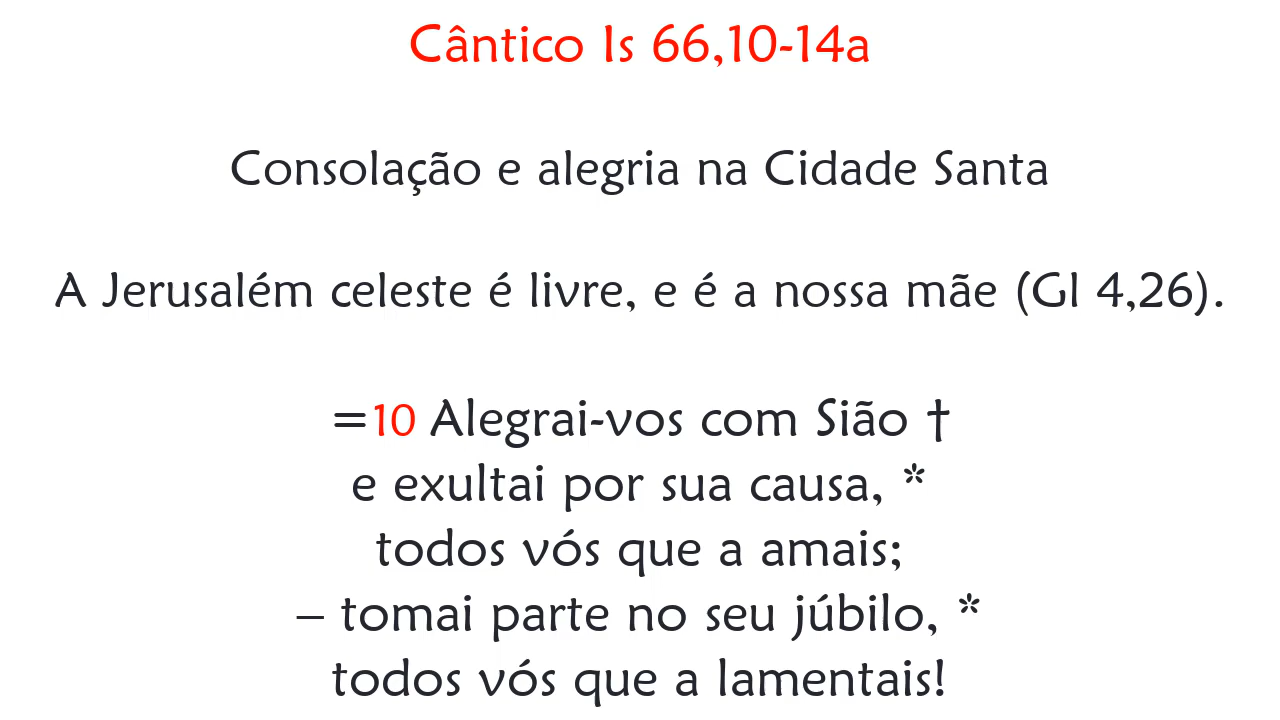 Cântico Is 66,10-14a
Consolação e alegria na Cidade Santa
A Jerusalém celeste é livre, e é a nossa mãe (Gl 4,26).
=10 Alegrai-vos com Sião †
e exultai por sua causa, *
todos vós que a amais;
– tomai parte no seu júbilo, *
todos vós que a lamentais!